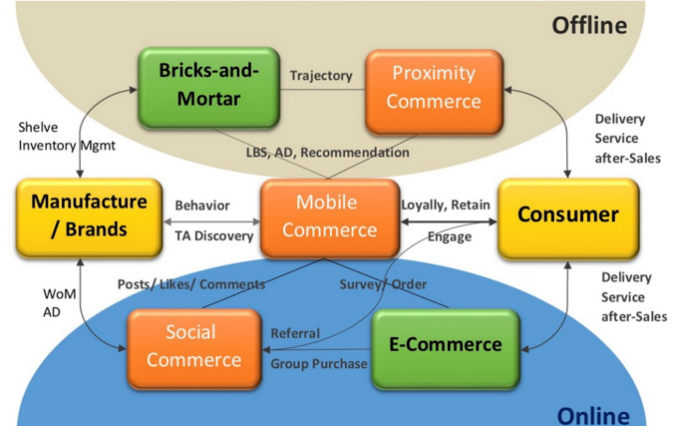 Offline
Bricks-and-
Mortar
Trajectory
Proximity
Commerce
Shelve
Inventory Mgmt
LBS, AD, Recommendation
Delivery
Service
after-Sales
Manufacture
/ Brands
Behavior
TA Discovery
Mobile
Commerce
Loyally, Retain
Engage
Consumer
Posts/ Likes/ Comments
Survey/ Order
WoM
AD
Social
Commerce
Referral
Group Purchase
E-Commerce
Delivery
Service
after-Sales
Online